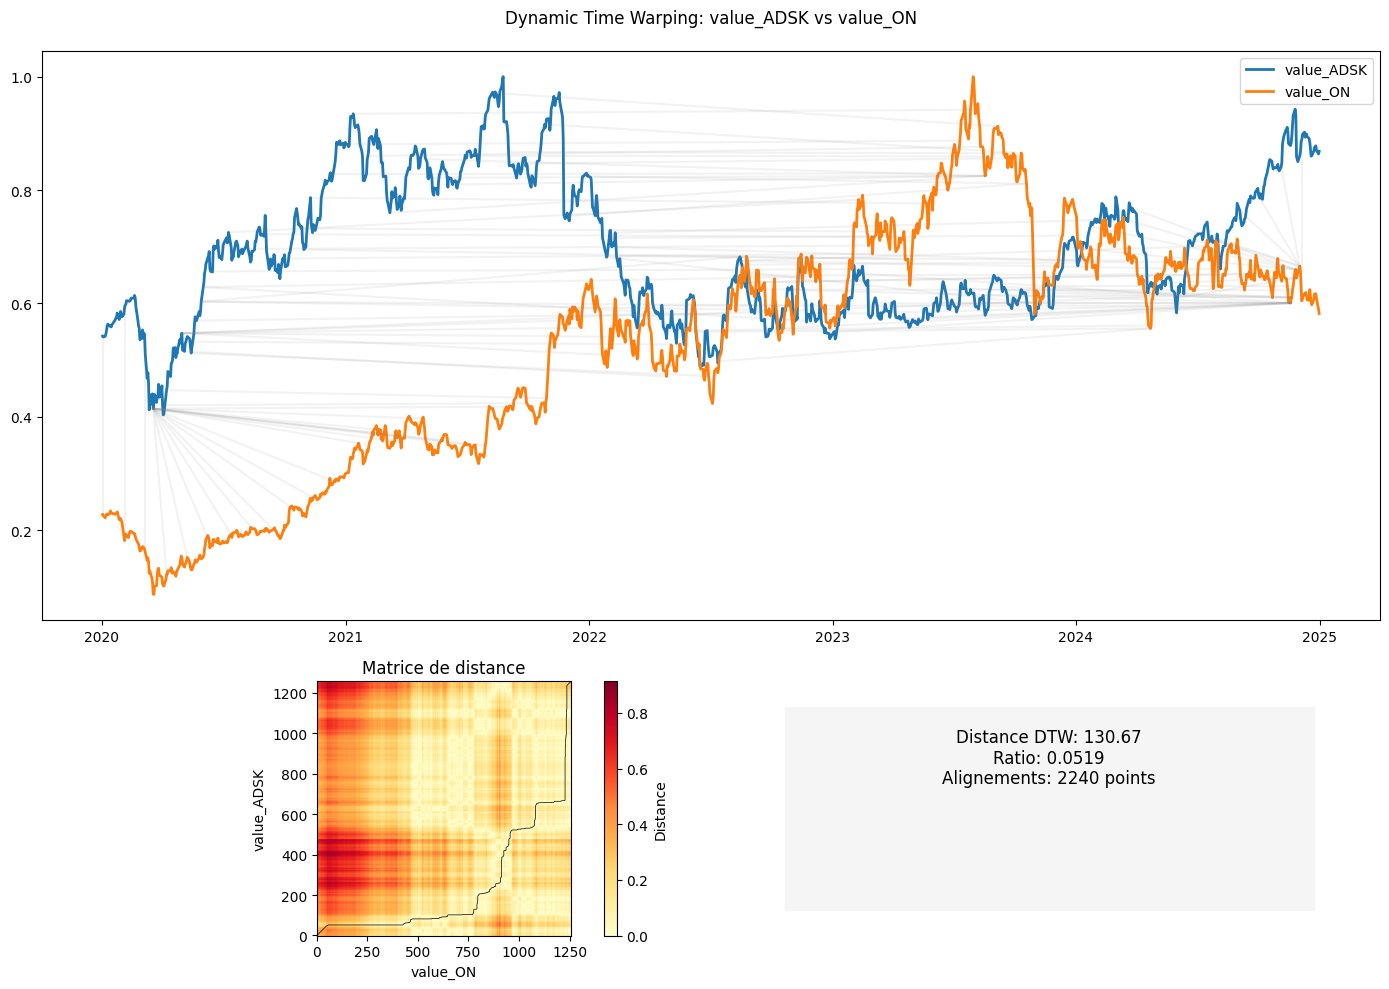 Dynamic Time Warping: value_ADSK vs value_ON
value_ADSK
value_ON
1.0
0.8
0.6
0.4
0.2
2020 2021 2022 2023 2024 2025
Matrice de distance
value_ADSK
1200
1000
800
600
400
200
0
0 250 500 750 1000 1250
value_ON
0.8
0.6
0.4
0.2
0.0
Distance
Distance DTW: 130.67
Ratio: 0.0519
Alignements: 2240 points